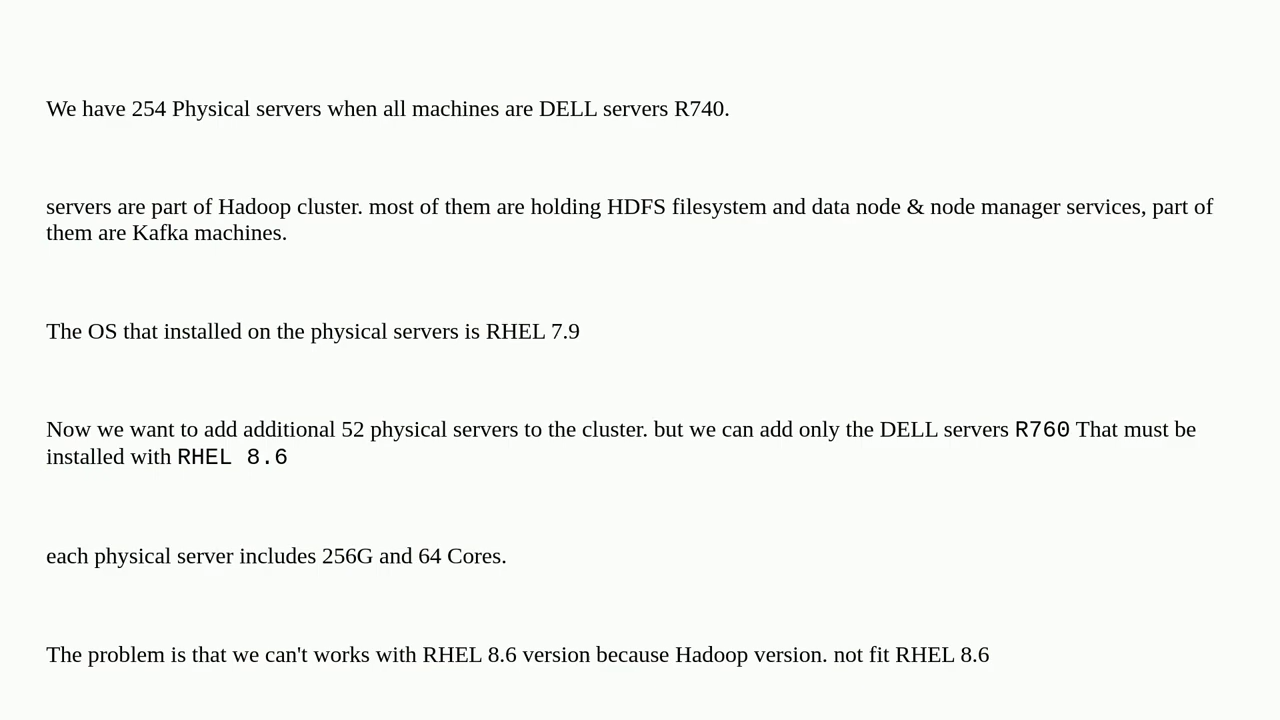 We have 254 Physical servers when all machines are DELL servers R740.
servers are part of Hadoop cluster. most of them are holding HDFS filesystem and data node & node manager services, part of
them are Kafka machines.
The OS that installed on the physical servers is RHEL 7.9
Now we want to add additional 52 physical servers to the cluster. but we can add only the DELL servers R760 That must be
installed with RHEL 8.6
each physical server includes 256G and 64 Cores.
The problem is that we can't works with RHEL 8.6 version because Hadoop version. not fit RHEL 8.6